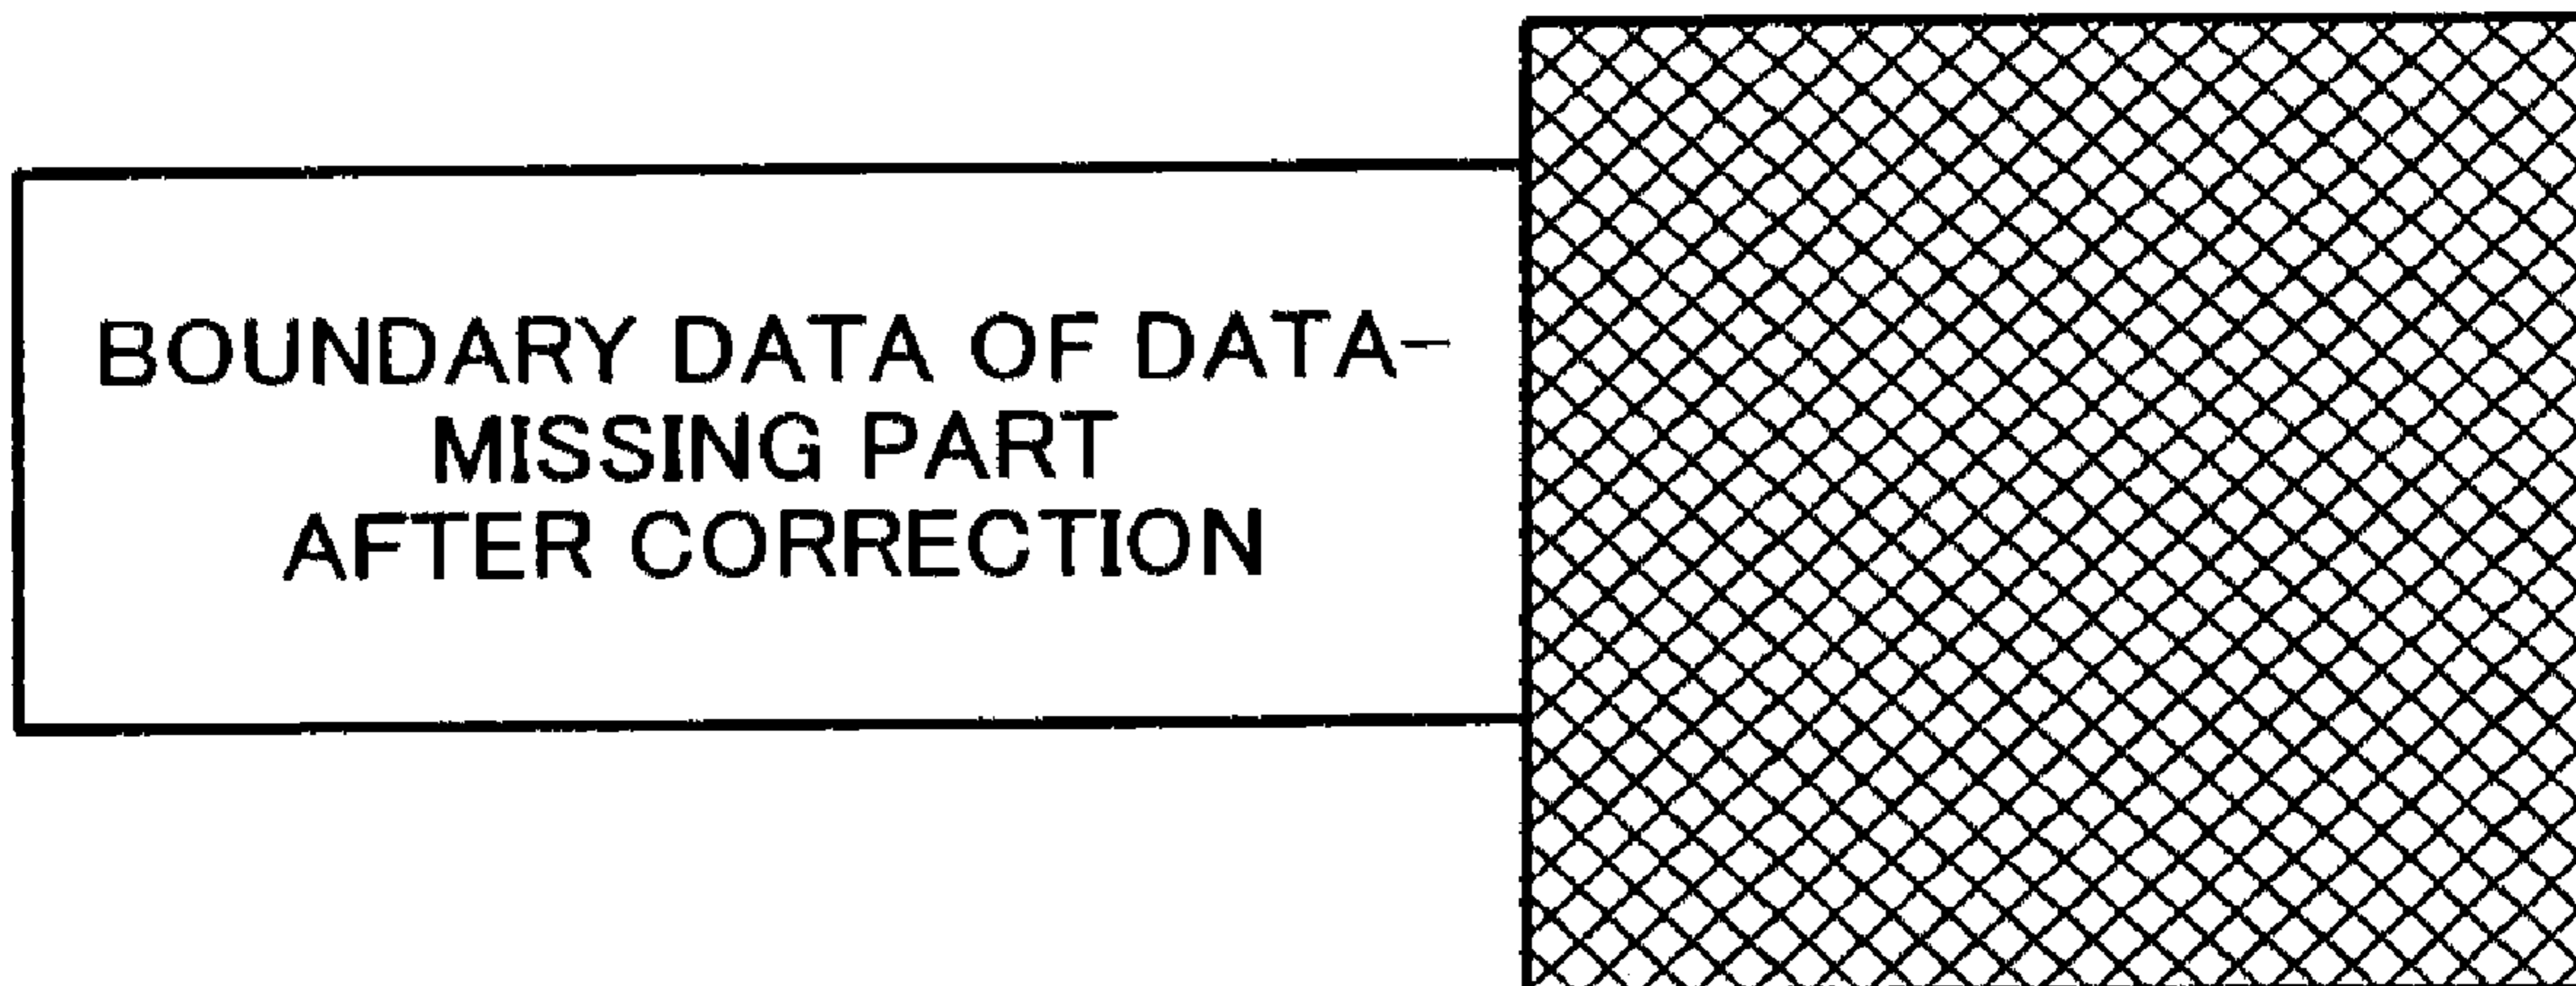 BOUNDARY DATA OF DATA-
MISSING PART
AFTER CORRECTION